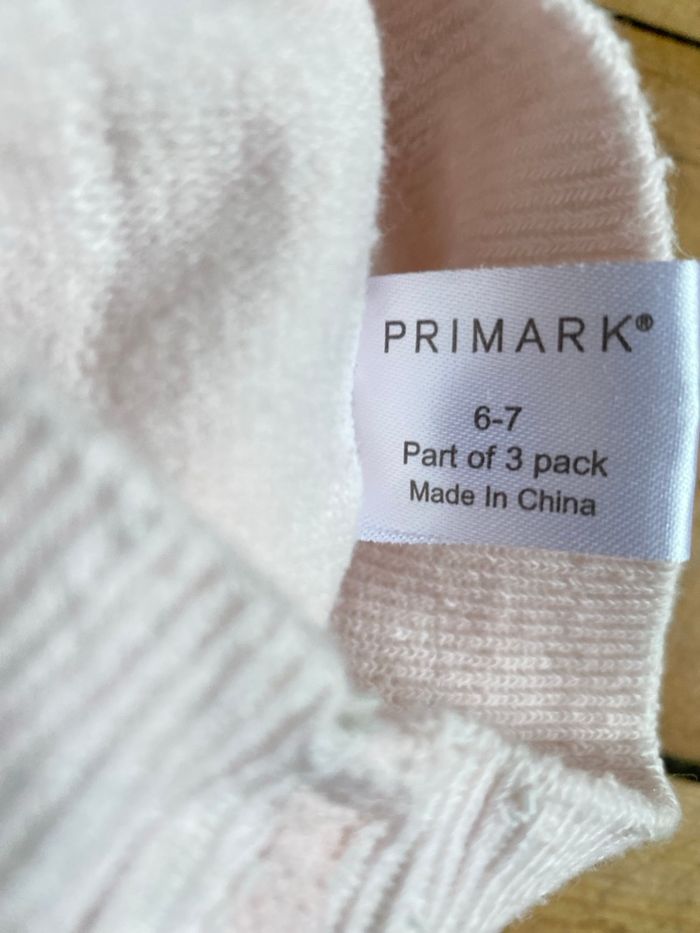 PRIMARK®
6-7
Part of 3 pack
Made In China